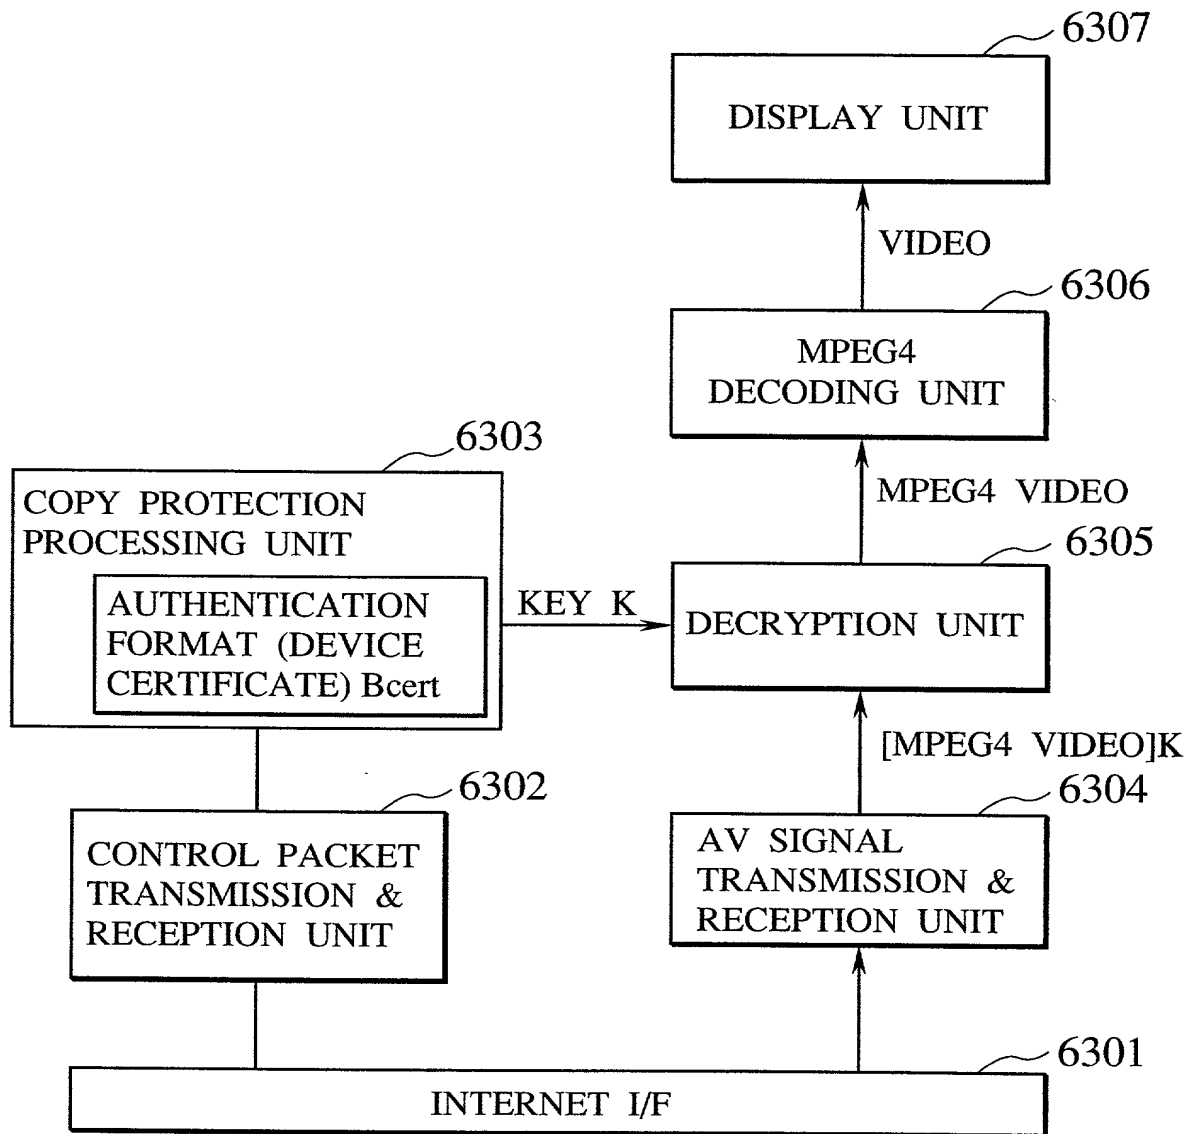 6307
DISPLAY UNIT
VIDEO
6306
MPEG4
DECODING UNIT
6303
MPEG4 VIDEO
COPY PROTECTION
PROCESSING UNIT
6305
AUTHENTICATION
FORMAT (DEVICE
CERTIFICATE) Bcert
KEY K
DECRYPTION UNIT
[MPEG4 VIDEO]K
6302
6304
CONTROL PACKET
TRANSMISSION &
RECEPTION UNIT
AV SIGNAL
TRANSMISSION &
RECEPTION UNIT
6301
INTERNET I/F